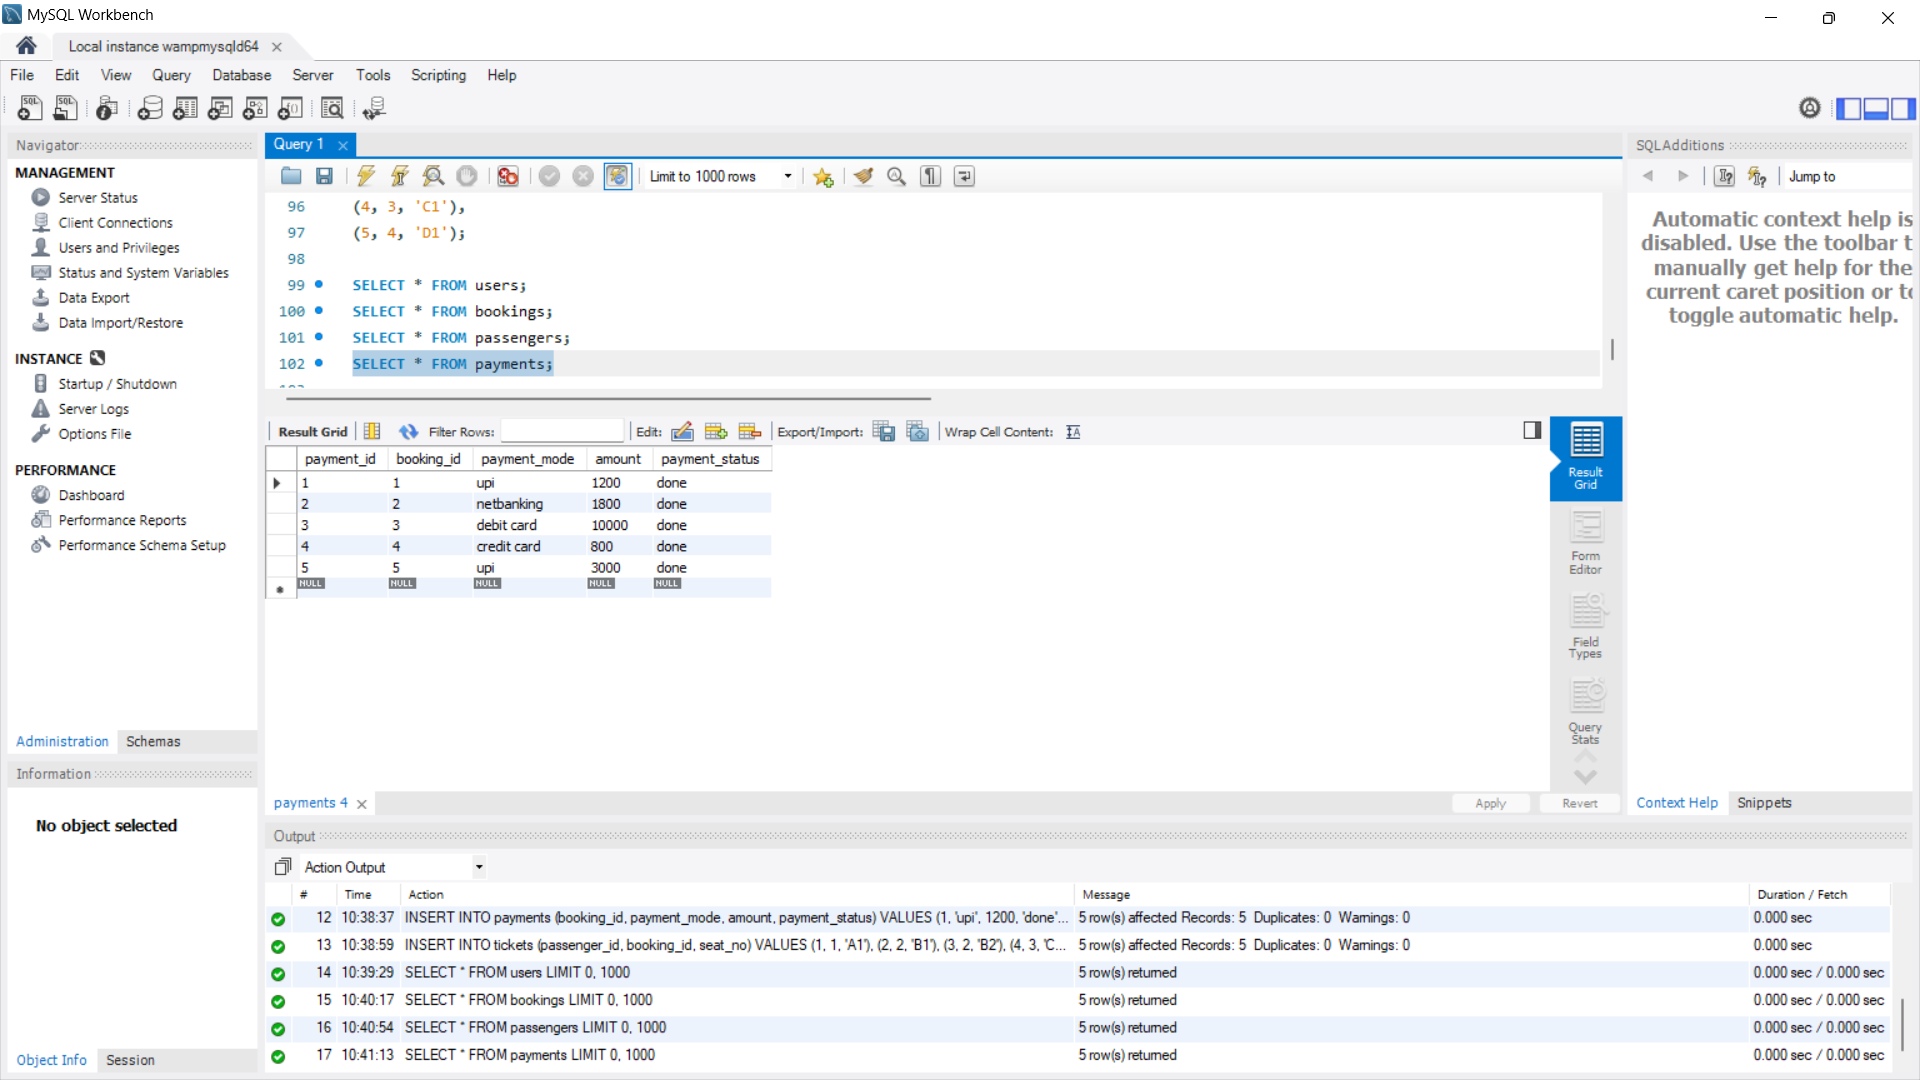 MySQL Workbench
Local instance wampmysqld64
File Edit View Query Database Server Tools Scripting Help
Navigator
MANAGEMENT
Server Status
Client Connections
Users and Privileges
Status and System Variables
Data Export
Data Import/Restore
INSTANCE
Startup / Shutdown
Server Logs
Options File
PERFORMANCE
Dashboard
Performance Reports
Performance Schema Setup
Administration Schemas
Information
No object selected
Object Info Session
Query 1
Limit to 1000 rows
96 (4, 3, 'C1'),
97 (5, 4, 'D1');
98
99 SELECT * FROM users;
100 SELECT * FROM bookings;
101 SELECT * FROM passengers;
102 SELECT * FROM payments;
Result Grid Filter Rows: Edit: Export/Import: Wrap Cell Content:
payment_id booking_id payment_mode amount payment_status
1 1 upi 1200 done
2 2 netbanking 1800 done
3 3 debit card 10000 done
4 4 credit card 800 done
5 5 upi 3000 done
NULL NULL NULL NULL NULL
Result
Grid
Form
Editor
Field
Types
Query
Stats
payments 4 Apply Revert
SQLAdditions
Jump to
Automatic context help is
disabled. Use the toolbar t
manually get help for the
current caret position or to
toggle automatic help.
Context Help Snippets
Output
Action Output
# Time Action Message Duration / Fetch
12 10:38:37 INSERT INTO payments (booking_id, payment_mode, amount, payment_status) VALUES (1, 'upi', 1200, 'done'... 5 row(s) affected Records: 5 Duplicates: 0 Warnings: 0 0.000 sec
13 10:38:59 INSERT INTO tickets (passenger_id, booking_id, seat_no) VALUES (1, 1, 'A1'), (2, 2, 'B1'), (3, 2, 'B2'), (4, 3, 'C... 5 row(s) affected Records: 5 Duplicates: 0 Warnings: 0 0.000 sec
14 10:39:29 SELECT * FROM users LIMIT 0, 1000 5 row(s) returned 0.000 sec / 0.000 sec
15 10:40:17 SELECT * FROM bookings LIMIT 0, 1000 5 row(s) returned 0.000 sec / 0.000 sec
16 10:40:54 SELECT * FROM passengers LIMIT 0, 1000 5 row(s) returned 0.000 sec / 0.000 sec
17 10:41:13 SELECT * FROM payments LIMIT 0, 1000 5 row(s) returned 0.000 sec / 0.000 sec